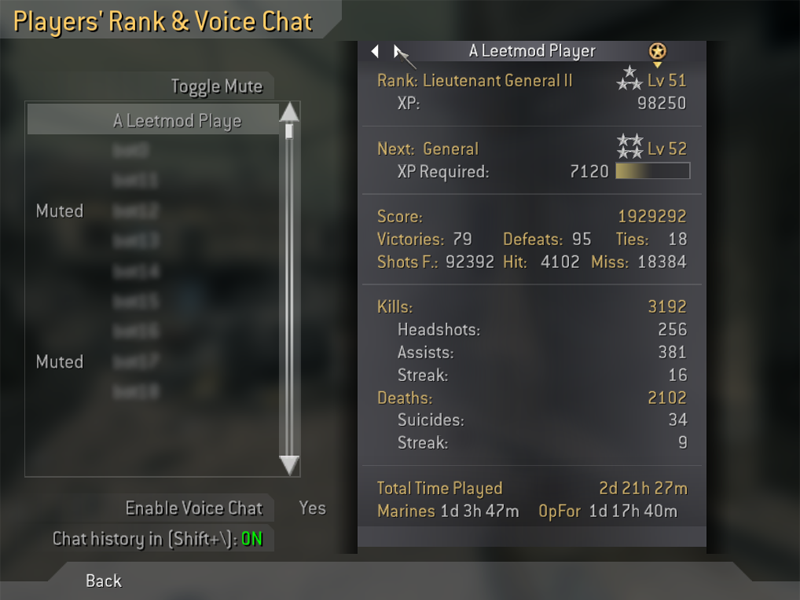 Players' Rank & Voice Chat
Toggle Mute
A Leetmod Playe
Muted
Muted
Enable Voice Chat Yes
Chat history in (Shift+\): ON
Back
A Leetmod Player
Rank: Lieutenant General II Lv 51
XP: 98250
Next: General Lv 52
XP Required: 7120
Score: 1929292
Victories: 79 Defeats: 95 Ties: 18
Shots F.: 92392 Hit: 4102 Miss: 18384
Kills: 3192
Headshots: 256
Assists: 381
Streak: 16
Deaths: 2102
Suicides: 34
Streak: 9
Total Time Played 2d 21h 27m
Marines 1d 3h 47m OpFor 1d 17h 40m